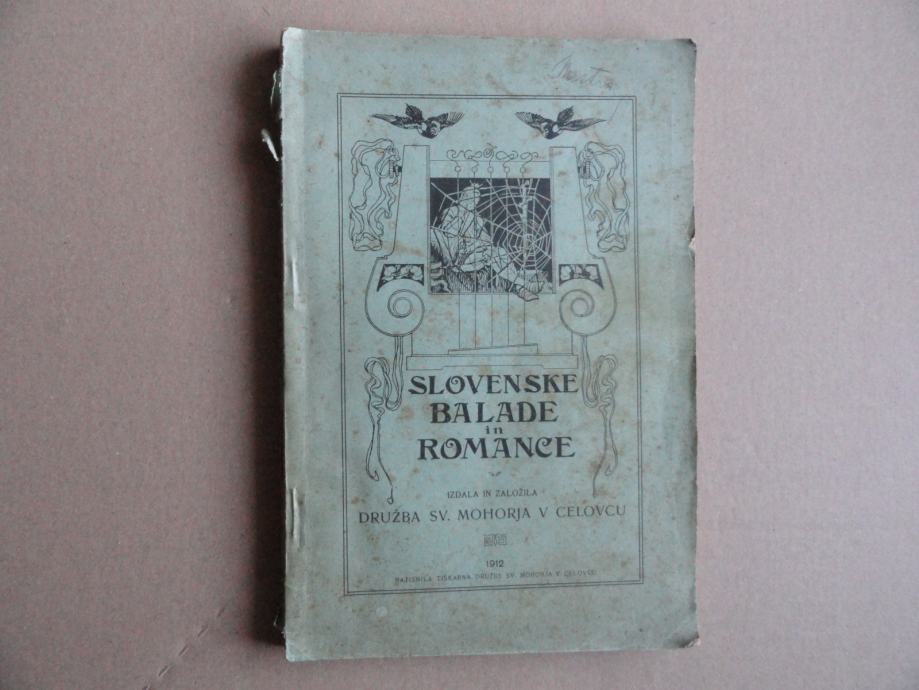 SLOVENSKE
BALADE
in
ROMANCE
IZDALA IN ZALOŽILA
DRUŽBA SV. MOHORJA V CELOVCU
1912
NATISNILA TISKARNA DRUŽBE SV. MOHORJA V CELOVCU